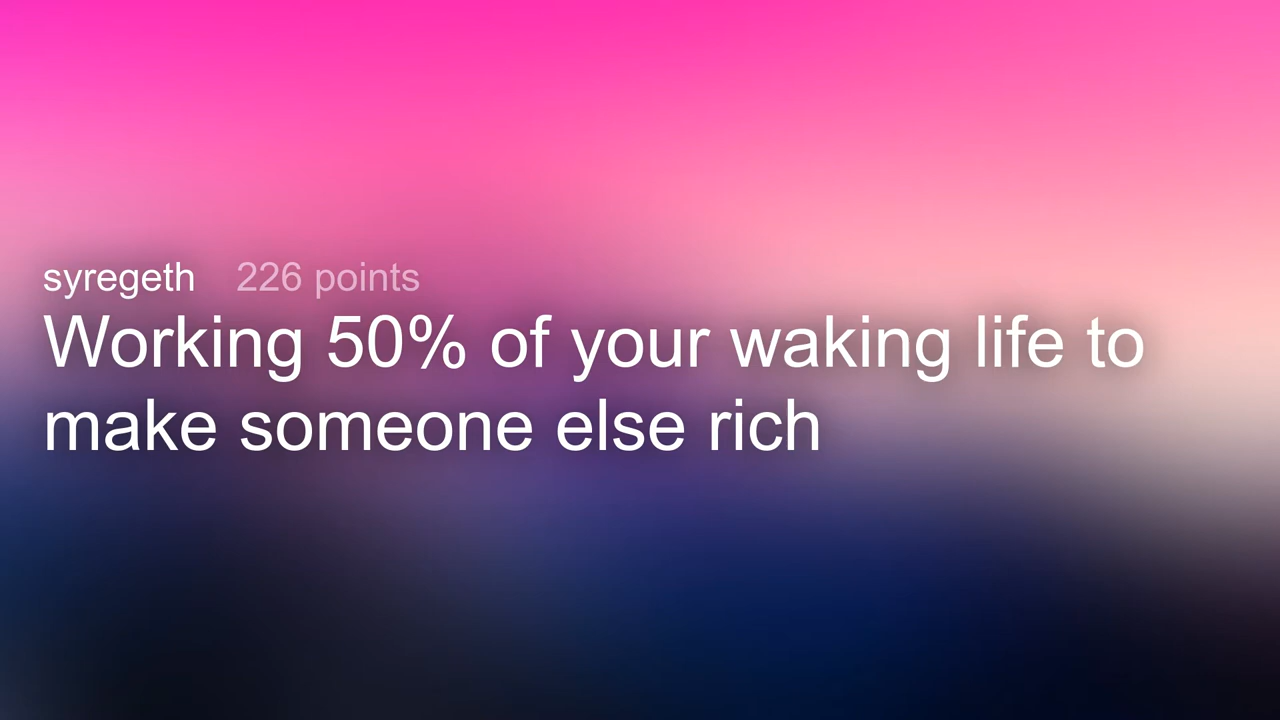 syregeth 226 points
Working 50% of your waking life to
make someone else rich